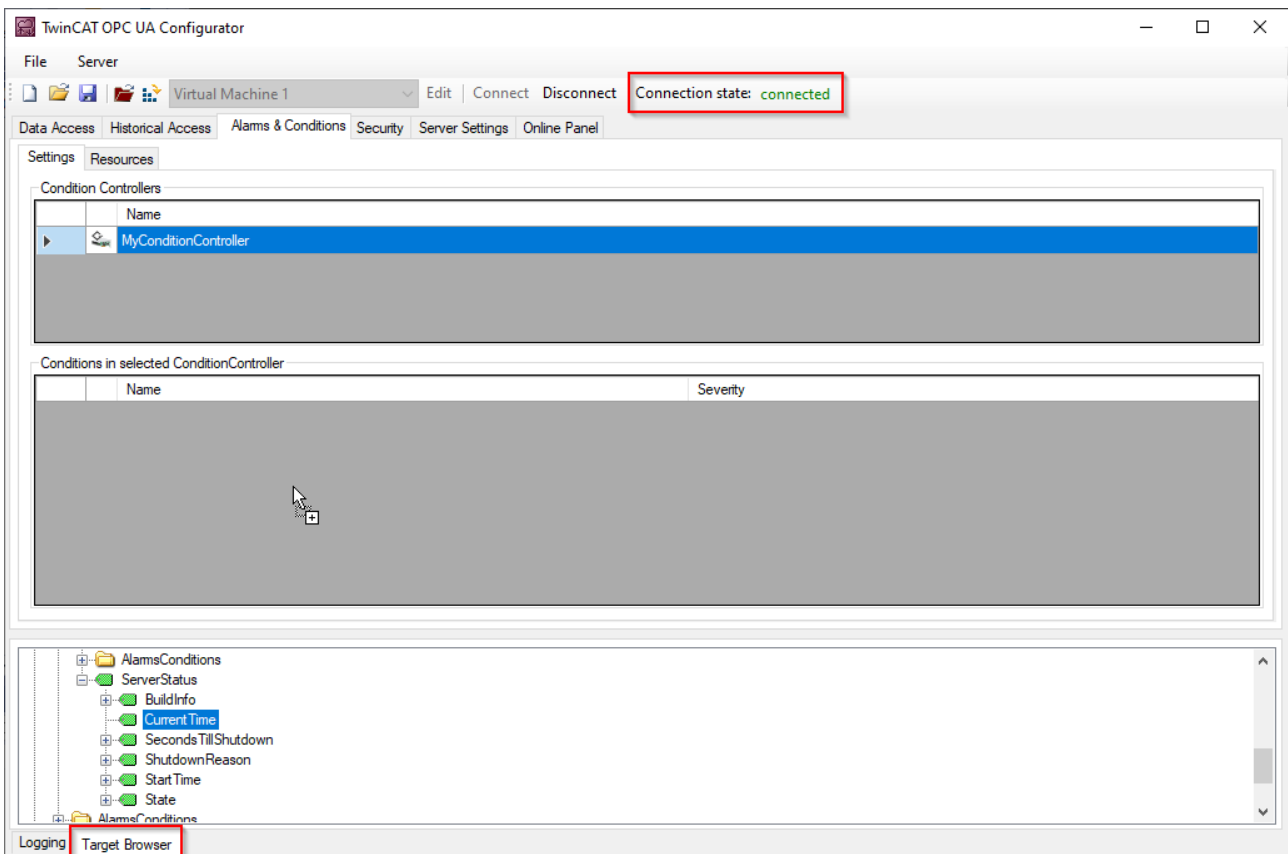 TwinCAT OPC UA Configurator
File Server
Virtual Machine 1 Edit Connect Disconnect Connection state: connected
Data Access Historical Access Alarms & Conditions Security Server Settings Online Panel
Settings Resources
Condition Controllers
Name
MyConditionController
Conditions in selected ConditionController
Name Severity
AlarmsConditions
ServerStatus
BuildInfo
CurrentTime
SecondsTillShutdown
ShutdownReason
StartTime
State
AlarmsConditions
Logging Target Browser